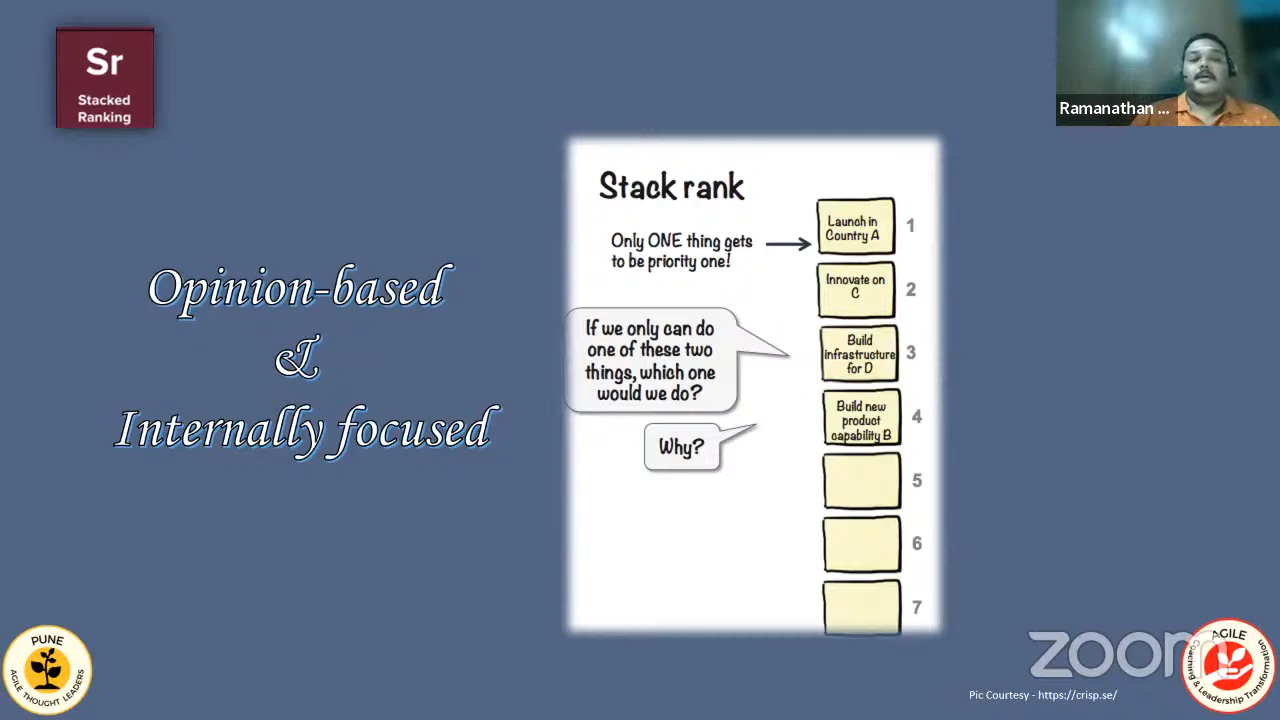 Sr
Stacked
Ranking
Ramanathan ...
Stack rank
Only ONE thing gets
to be priority one!
Launch in
Country A
1
Innovate on
C
2
If we only can do
one of these two
things, which one
would we do?
Build
infrastructure
for D
3
Why?
Build new
product
capability B
4
5
6
7
Opinion-based
&
Internally focused
PUNE
AGILE THOUGHT LEADERS
zoom
AGILE
Coaching & Leadership Transformation
Pic Courtesy - https://crisp.se/